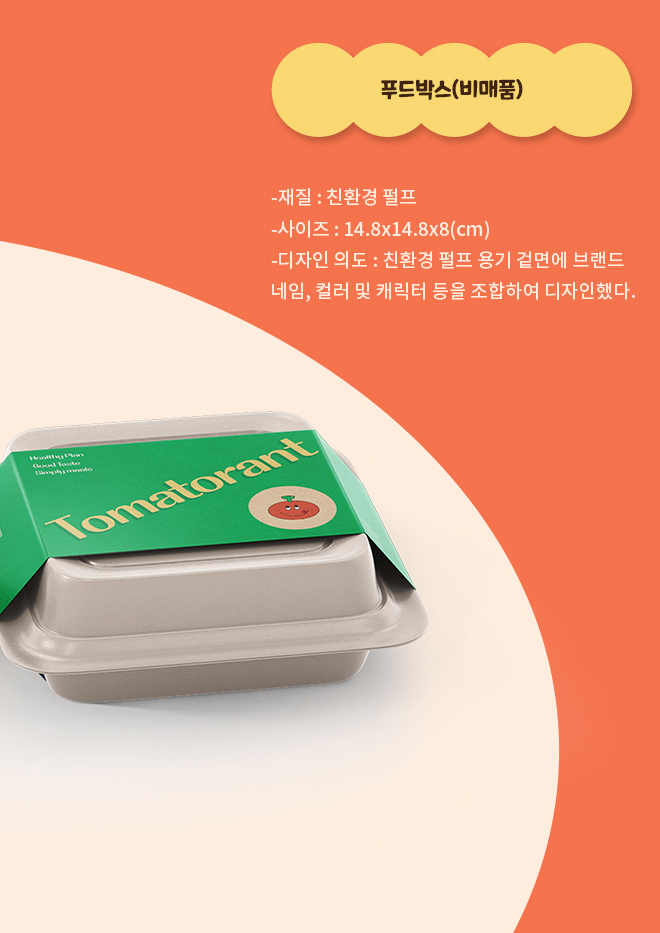 푸드박스(비매품)
-재질 : 친환경 펄프
-사이즈 : 14.8x14.8x8(cm)
-디자인 의도 : 친환경 펄프 용기 겉면에 브랜드
네임, 컬러 및 캐릭터 등을 조합하여 디자인했다.
Healthy Plan
Good Taste
Simply meals
Tomatorant